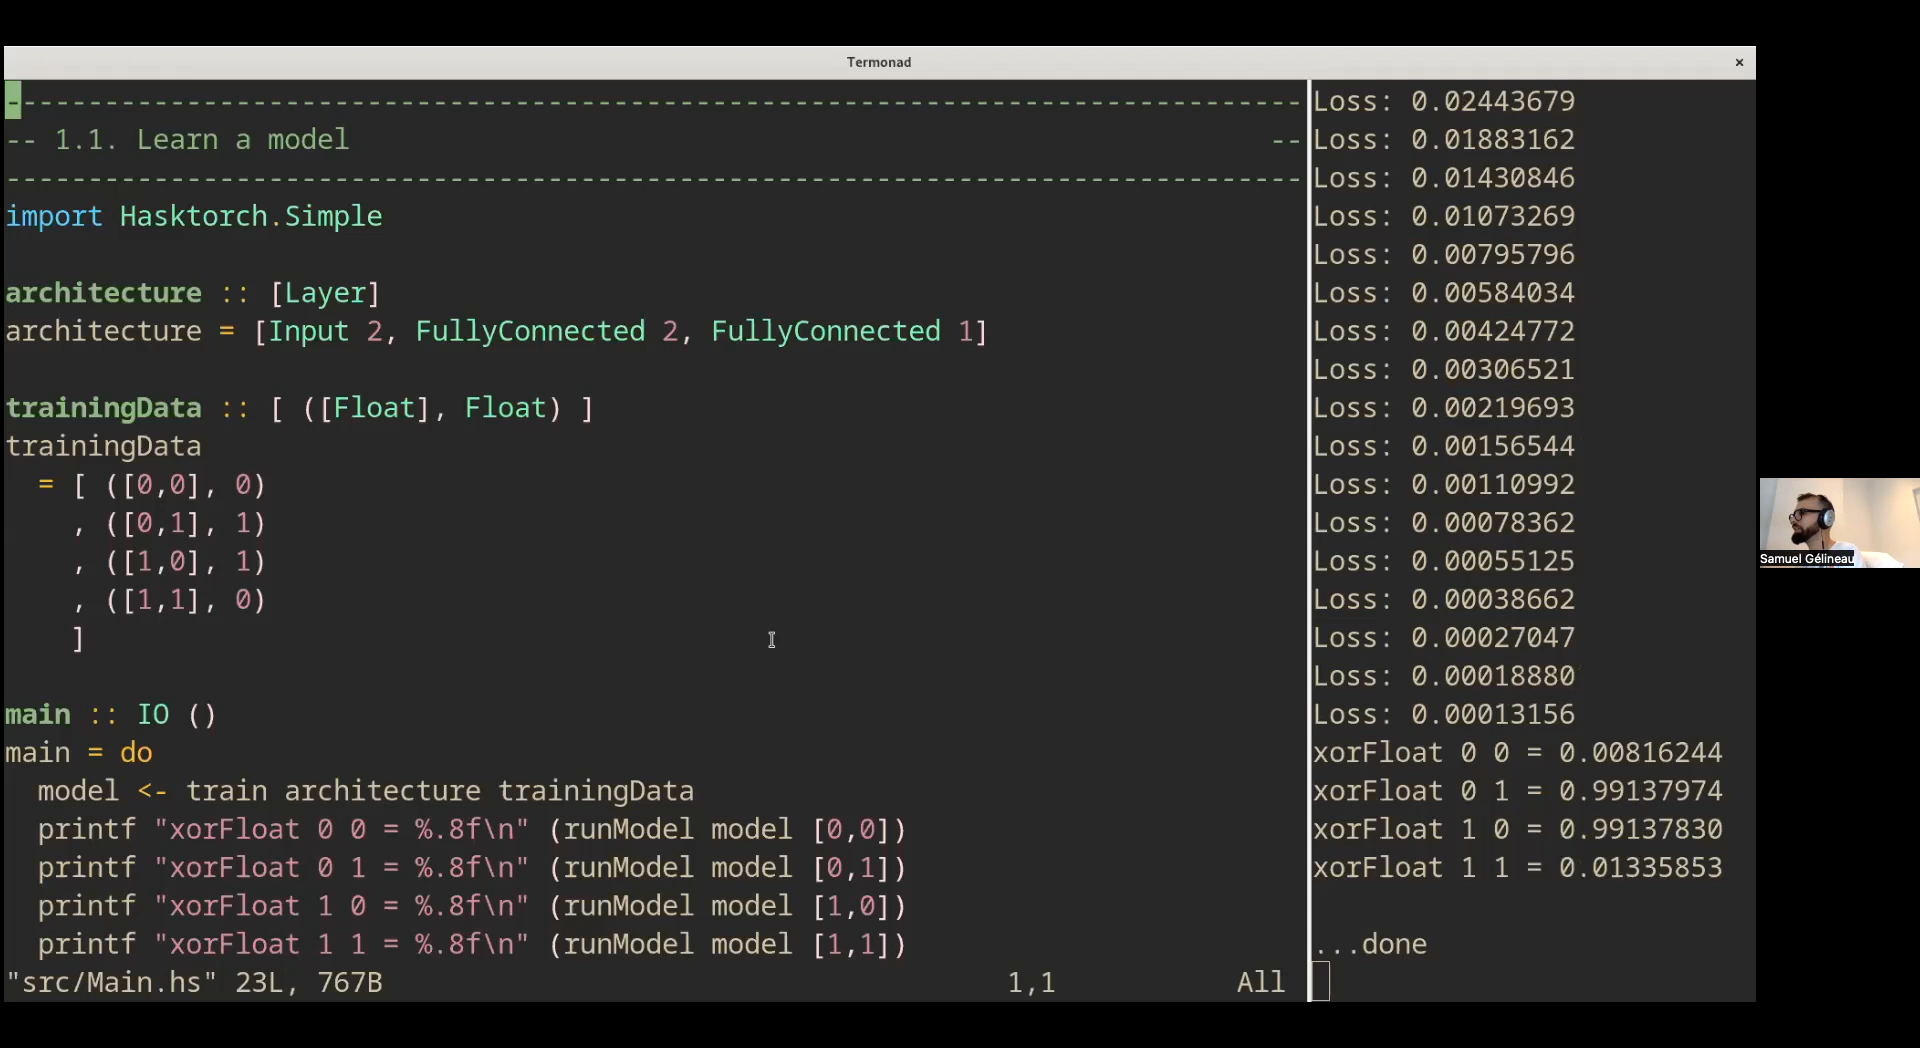 Termonad
×
--------------------------------------------------------------------------------
-- 1.1. Learn a model --
--------------------------------------------------------------------------------
import Hasktorch.Simple
architecture :: [Layer]
architecture = [Input 2, FullyConnected 2, FullyConnected 1]
trainingData :: [ ([Float], Float) ]
trainingData
  = [ ([0,0], 0)
    , ([0,1], 1)
    , ([1,0], 1)
    , ([1,1], 0)
    ]
main :: IO ()
main = do
  model <- train architecture trainingData
  printf "xorFloat 0 0 = %.8f\n" (runModel model [0,0])
  printf "xorFloat 0 1 = %.8f\n" (runModel model [0,1])
  printf "xorFloat 1 0 = %.8f\n" (runModel model [1,0])
  printf "xorFloat 1 1 = %.8f\n" (runModel model [1,1])
"src/Main.hs" 23L, 767B 1,1 All
Loss: 0.02443679
Loss: 0.01883162
Loss: 0.01430846
Loss: 0.01073269
Loss: 0.00795796
Loss: 0.00584034
Loss: 0.00424772
Loss: 0.00306521
Loss: 0.00219693
Loss: 0.00156544
Loss: 0.00110992
Loss: 0.00078362
Loss: 0.00055125
Loss: 0.00038662
Loss: 0.00027047
Loss: 0.00018880
Loss: 0.00013156
xorFloat 0 0 = 0.00816244
xorFloat 0 1 = 0.99137974
xorFloat 1 0 = 0.99137830
xorFloat 1 1 = 0.01335853
...done
Samuel Gélineau